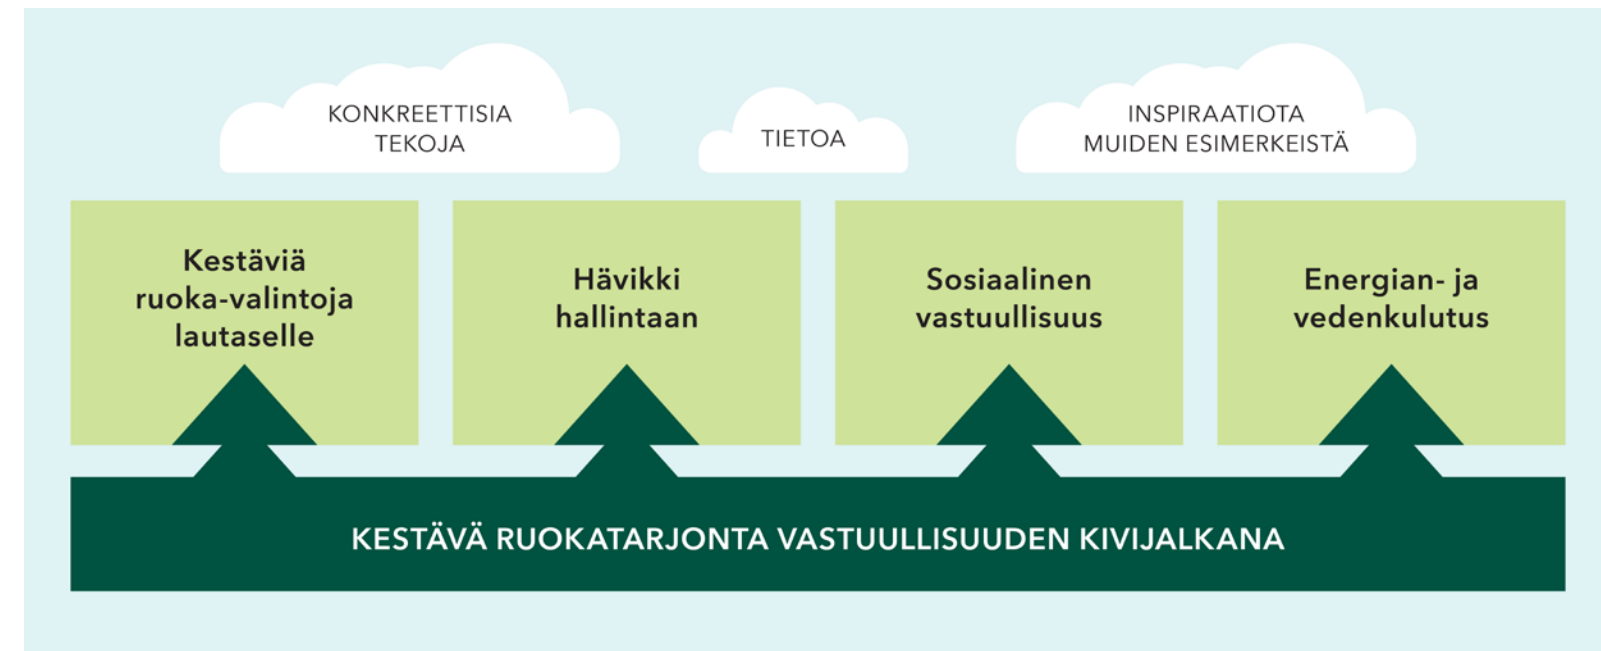 KONKREETTISIA
TEKOJA
TIETOA
INSPIRAATIOTA
MUIDEN ESIMERKEISTÄ
Kestäviä
ruoka-valintoja
lautaselle
Hävikki
hallintaan
Sosiaalinen
vastuullisuus
Energian- ja
vedenkulutus
KESTÄVÄ RUOKATARJONTA VASTUULLISUUDEN KIVIJALKANA